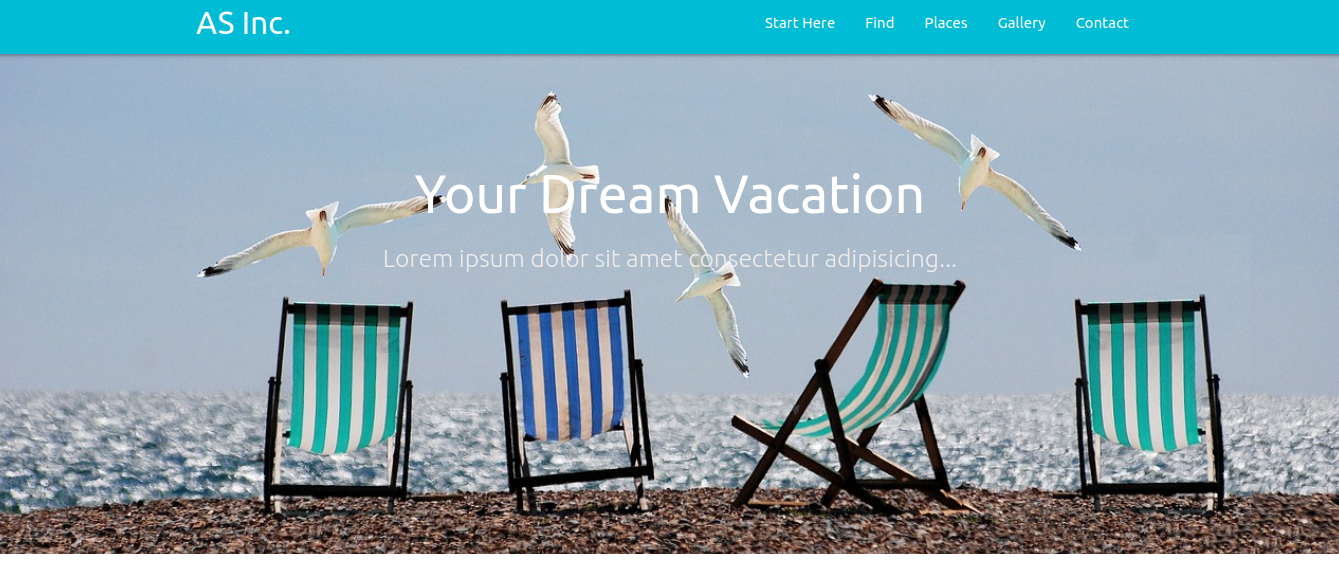 AS Inc.
Start Here Find Places Gallery Contact
Your Dream Vacation
Lorem ipsum dolor sit amet consectetur adipisicing...